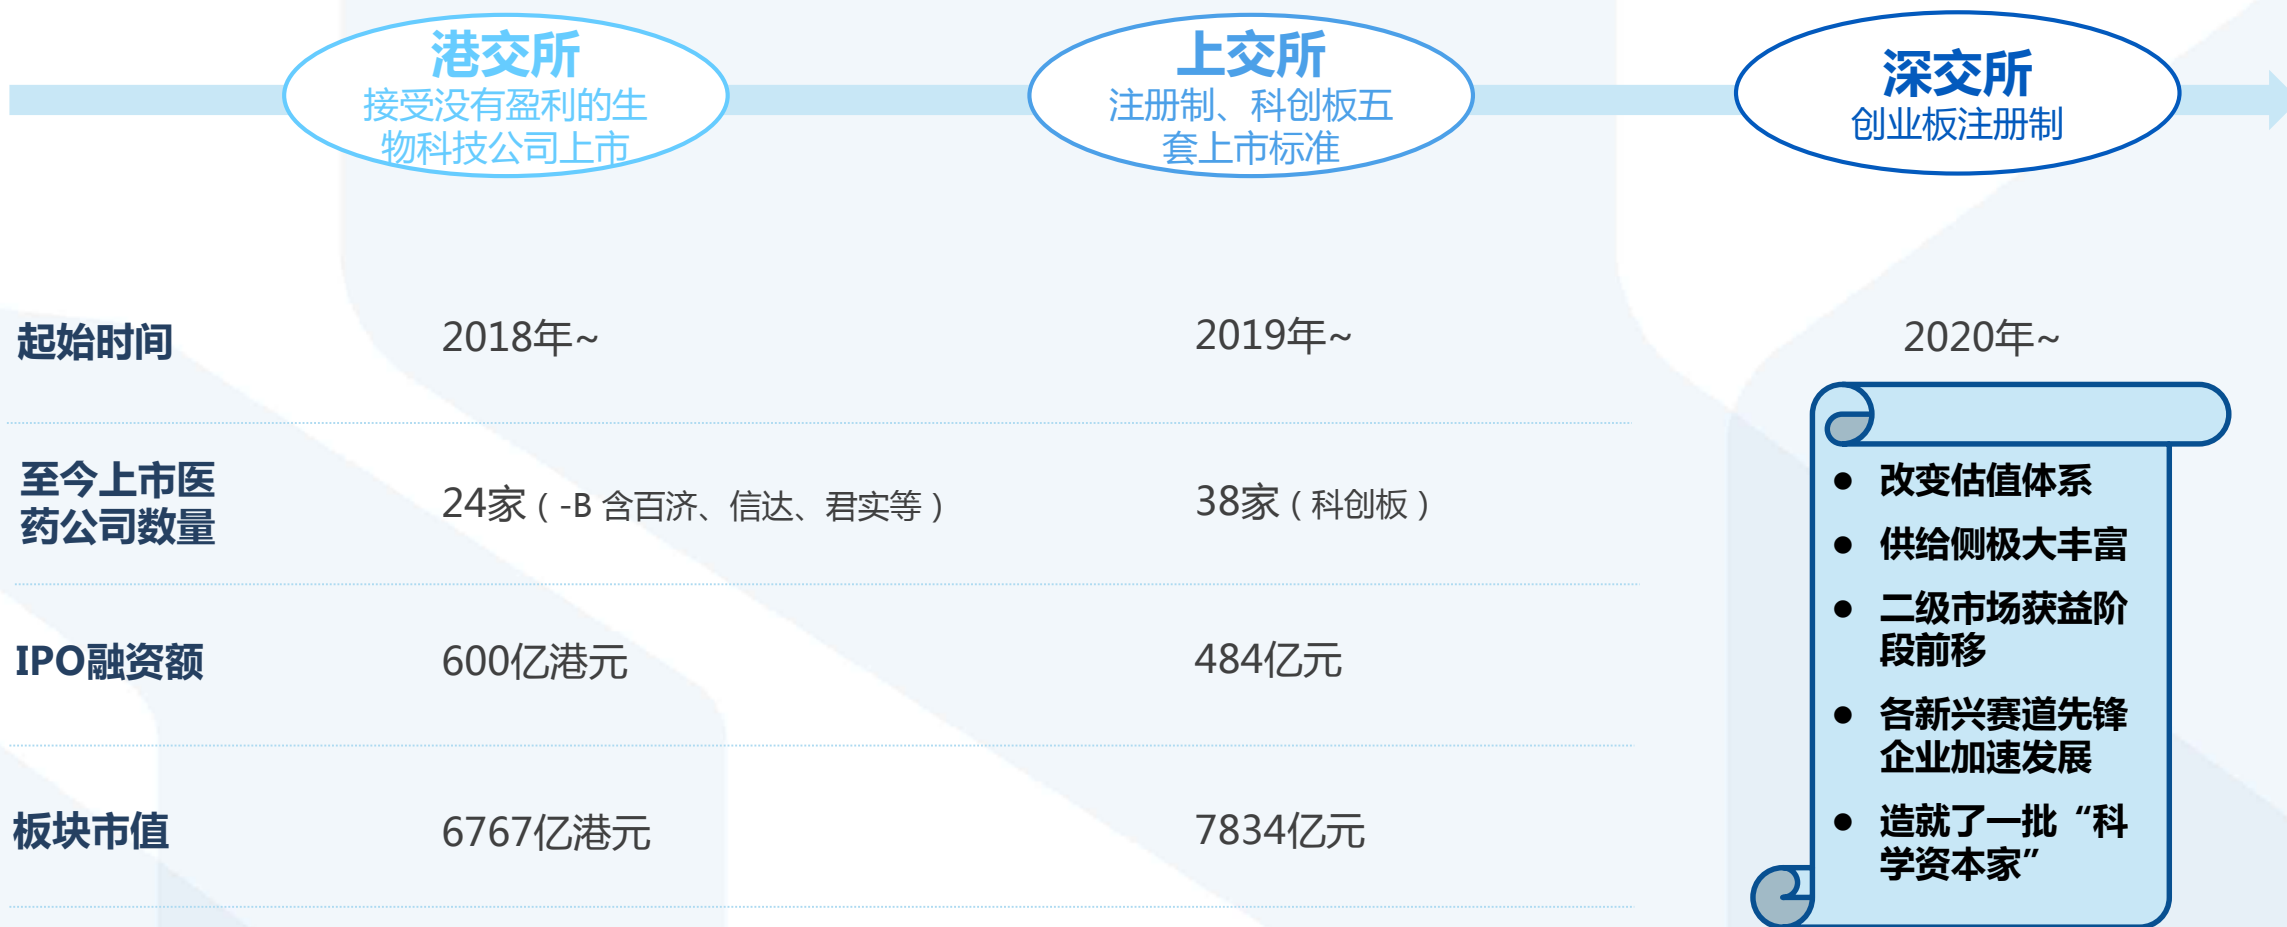 港交所
接受没有盈利的生
物科技公司上市
上交所
注册制、科创板五
套上市标准
深交所
创业板注册制
起始时间
2018年~
2019年~
2020年~
至今上市医
药公司数量
24家（-B 含百济、信达、君实等）
38家（科创板）
IPO融资额
600亿港元
484亿元
板块市值
6767亿港元
7834亿元
● 改变估值体系
● 供给侧极大丰富
● 二级市场获益阶
段前移
● 各新兴赛道先锋
企业加速发展
● 造就了一批“科
学资本家”